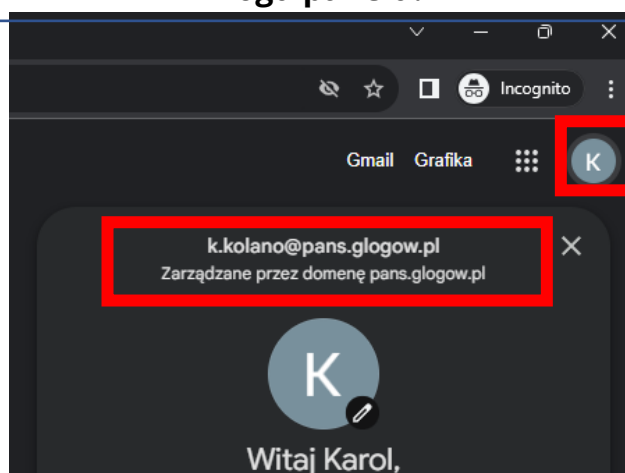 Incognito
Gmail Grafika
K
k.kolano@pans.glogow.pl
Zarządzane przez domenę pans.glogow.pl
K
Witaj Karol,